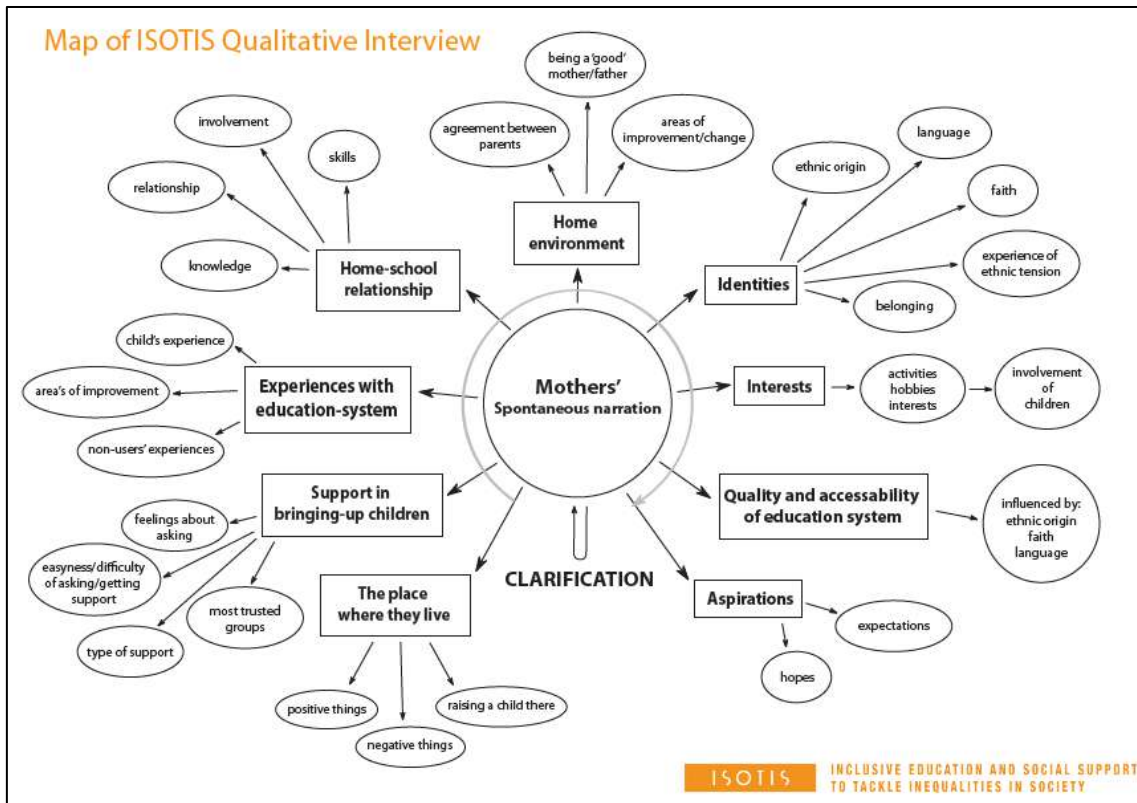 Map of ISOTIS Qualitative Interview
being a ‘good’
mother/father
agreement between
parents
areas of
improvement/change
Home
environment
involvement
skills
relationship
knowledge
Home-school
relationship
ethnic origin
language
faith
experience of
ethnic tension
belonging
Identities
child’s experience
area’s of improvement
non-users’ experiences
Experiences with
education-system
Mothers’
Spontaneous narration
Interests
activities
hobbies
interests
involvement
of
children
Support in
bringing-up children
feelings about
asking
easyness/difficulty
of asking/getting
support
type of support
most trusted
groups
Quality and accessability
of education system
influenced by:
ethnic origin
faith
language
CLARIFICATION
The place
where they live
positive things
negative things
raising a child there
Aspirations
expectations
hopes
ISOTIS
INCLUSIVE EDUCATION AND SOCIAL SUPPORT
TO TACKLE INEQUALITIES IN SOCIETY